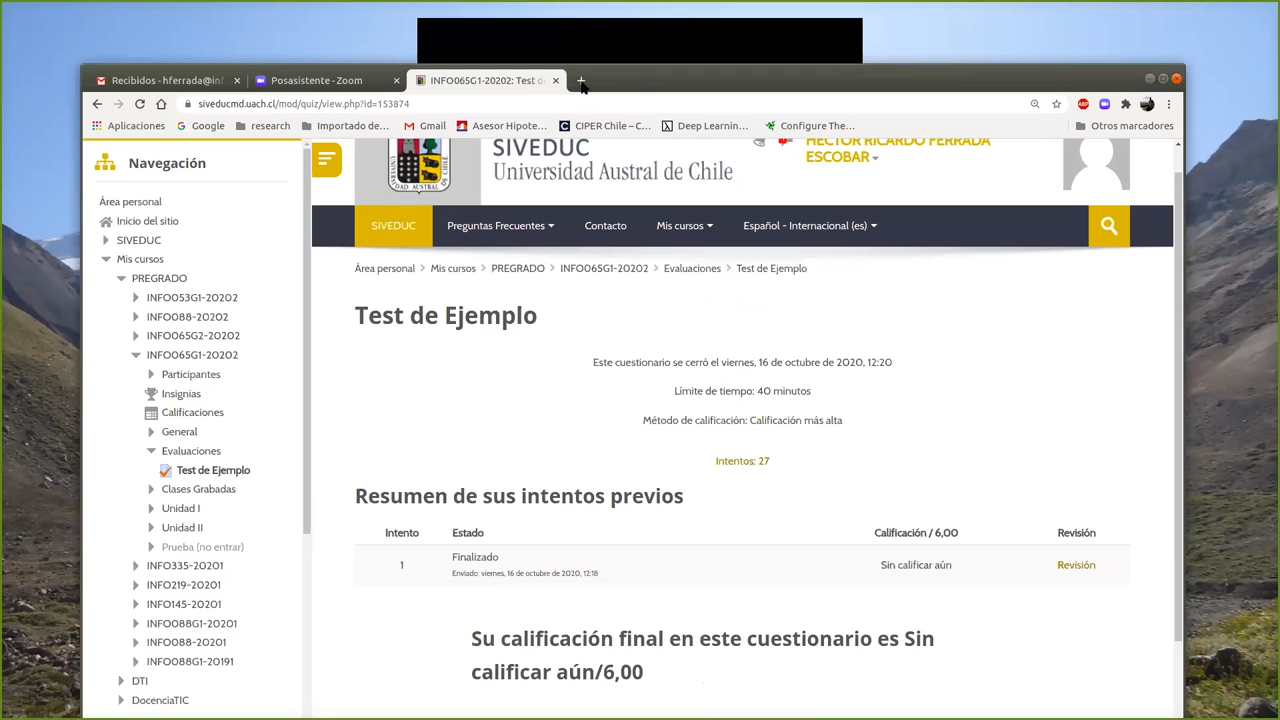 Recibidos - hferrada@inf
Posasistente - Zoom
INFO065G1-20202: Test de
siveducmd.uach.cl/mod/quiz/view.php?id=153874
ABP
Aplicaciones
Google
research
Importado de...
Gmail
Asesor Hipote...
CIPER Chile – C...
Deep Learnin...
Configure The...
Otros marcadores
Navegación
Área personal
Inicio del sitio
SIVEDUC
Mis cursos
PREGRADO
INFO053G1-20202
INFO088-20202
INFO065G2-20202
INFO065G1-20202
Participantes
Insignias
Calificaciones
General
Evaluaciones
Test de Ejemplo
Clases Grabadas
Unidad I
Unidad II
Prueba (no entrar)
INFO335-20201
INFO219-20201
INFO145-20201
INFO088G1-20201
INFO088-20201
INFO088G1-20191
DTI
DocenciaTIC
SIVEDUC
Universidad Austral de Chile
HECTOR RICARDO FERRADA
ESCOBAR
SIVEDUC Preguntas Frecuentes Contacto Mis cursos Español - Internacional (es)
Área personal > Mis cursos > PREGRADO > INFO065G1-20202 > Evaluaciones > Test de Ejemplo
Test de Ejemplo
Este cuestionario se cerró el viernes, 16 de octubre de 2020, 12:20
Límite de tiempo: 40 minutos
Método de calificación: Calificación más alta
Intentos: 27
Resumen de sus intentos previos
Intento Estado Calificación / 6,00 Revisión
1 Finalizado Sin calificar aún Revisión
Enviado: viernes, 16 de octubre de 2020, 12:18
Su calificación final en este cuestionario es Sin
calificar aún/6,00